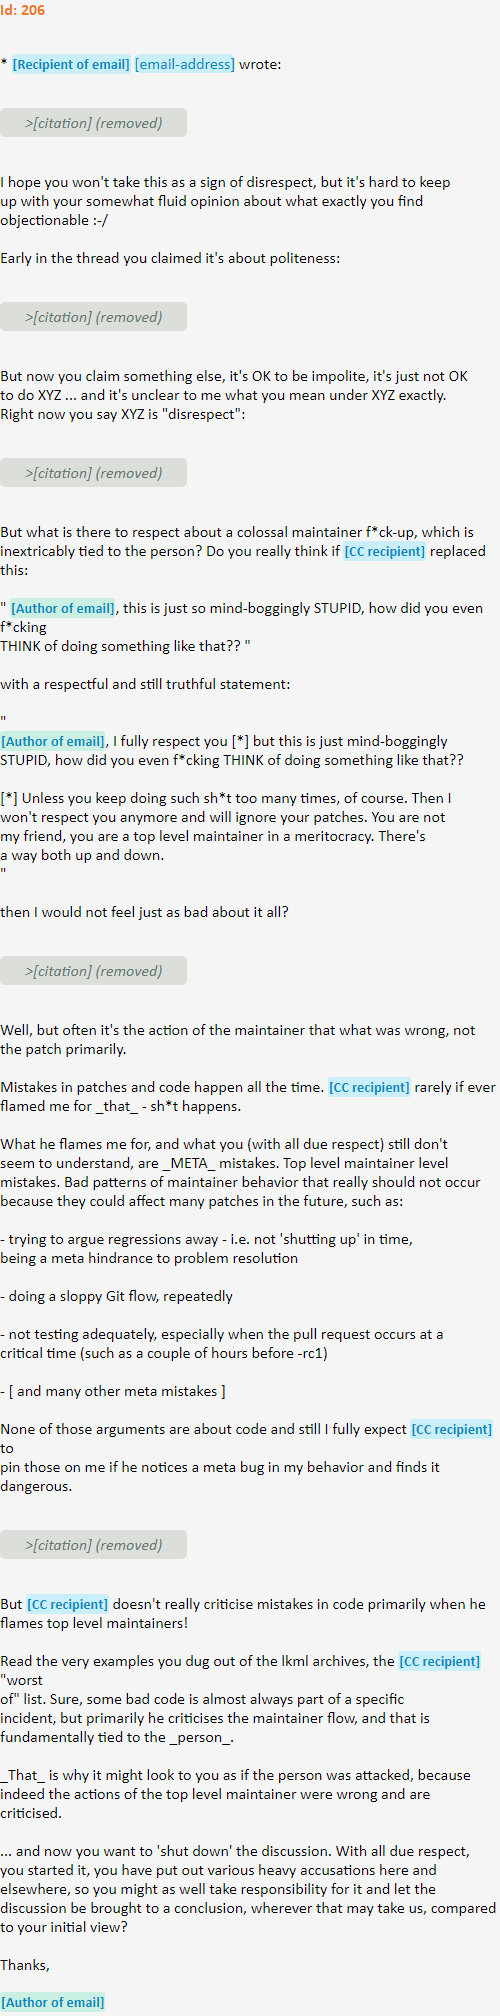 Id: 206
* [Recipient of email] [email-address] wrote:
>[citation] (removed)
I hope you won't take this as a sign of disrespect, but it's hard to keep
up with your somewhat fluid opinion about what exactly you find
objectionable :-/
Early in the thread you claimed it's about politeness:
>[citation] (removed)
But now you claim something else, it's OK to be impolite, it's just not OK
to do XYZ ... and it's unclear to me what you mean under XYZ exactly.
Right now you say XYZ is "disrespect":
>[citation] (removed)
But what is there to respect about a colossal maintainer f*ck-up, which is
inextricably tied to the person? Do you really think if [CC recipient] replaced
this:
" [Author of email], this is just so mind-boggingly STUPID, how did you even
f*cking
THINK of doing something like that?? "
with a respectful and still truthful statement:
"
[Author of email], I fully respect you [*] but this is just mind-boggingly
STUPID, how did you even f*cking THINK of doing something like that??
[*] Unless you keep doing such sh*t too many times, of course. Then I
won't respect you anymore and will ignore your patches. You are not
my friend, you are a top level maintainer in a meritocracy. There's
a way both up and down.
"
then I would not feel just as bad about it all?
>[citation] (removed)
Well, but often it's the action of the maintainer that what was wrong, not
the patch primarily.
Mistakes in patches and code happen all the time. [CC recipient] rarely if ever
flamed me for _that_ - sh*t happens.
What he flames me for, and what you (with all due respect) still don't
seem to understand, are _META_ mistakes. Top level maintainer level
mistakes. Bad patterns of maintainer behavior that really should not occur
because they could affect many patches in the future, such as:
- trying to argue regressions away - i.e. not 'shutting up' in time,
being a meta hindrance to problem resolution
- doing a sloppy Git flow, repeatedly
- not testing adequately, especially when the pull request occurs at a
critical time (such as a couple of hours before -rc1)
- [ and many other meta mistakes ]
None of those arguments are about code and still I fully expect [CC recipient]
to
pin those on me if he notices a meta bug in my behavior and finds it
dangerous.
>[citation] (removed)
But [CC recipient] doesn't really criticise mistakes in code primarily when he
flames top level maintainers!
Read the very examples you dug out of the lkml archives, the [CC recipient]
"worst
of" list. Sure, some bad code is almost always part of a specific
incident, but primarily he criticises the maintainer flow, and that is
fundamentally tied to the _person_.
_That_ is why it might look to you as if the person was attacked, because
indeed the actions of the top level maintainer were wrong and are
criticised.
... and now you want to 'shut down' the discussion. With all due respect,
you started it, you have put out various heavy accusations here and
elsewhere, so you might as well take responsibility for it and let the
discussion be brought to a conclusion, wherever that may take us, compared
to your initial view?
Thanks,
[Author of email]